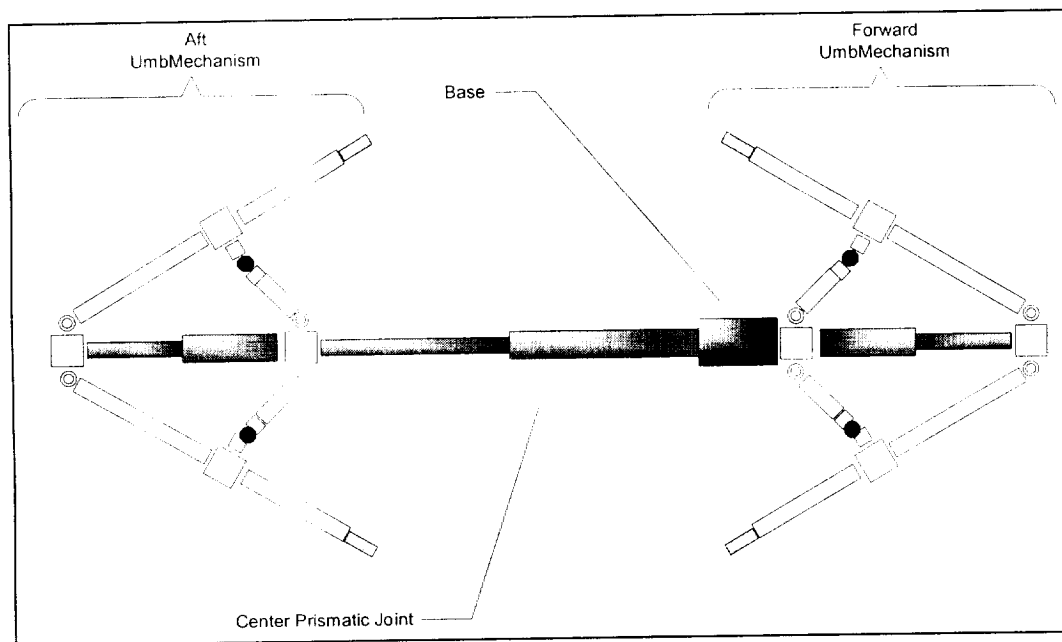 Aft
UmbMechanism
Forward
UmbMechanism
Base
Center Prismatic Joint